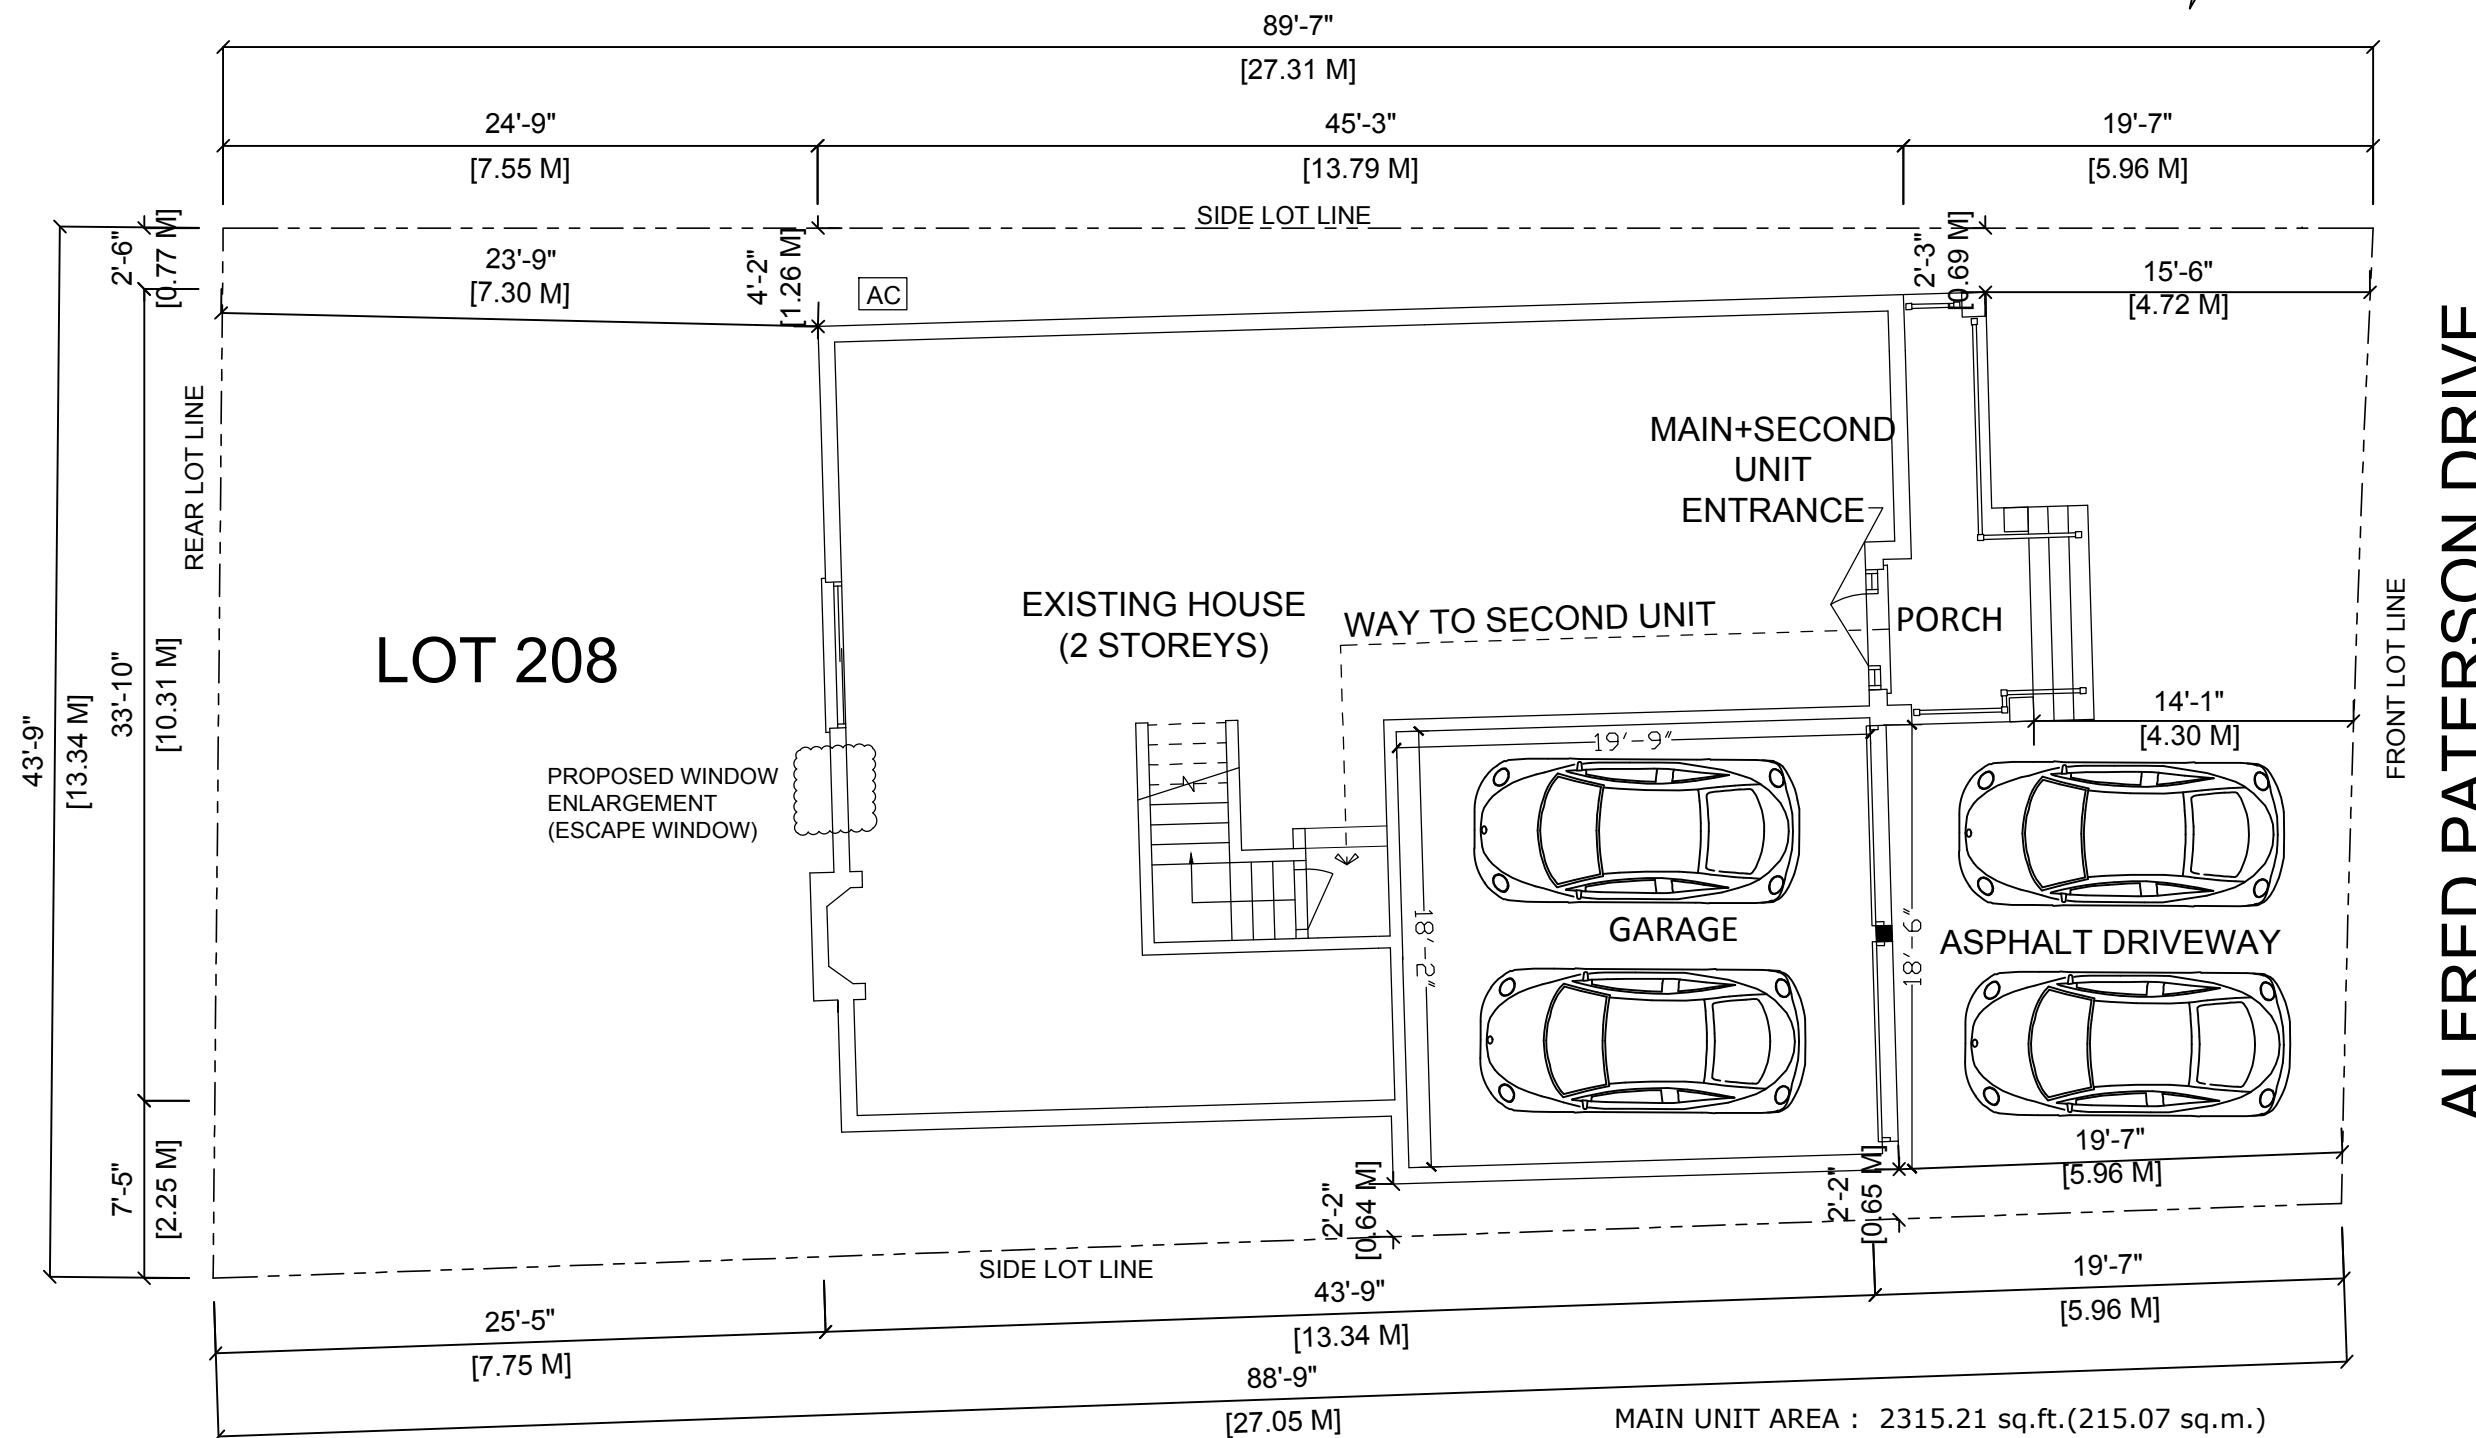 89'-7"
[27.31 M]
24'-9"
45'-3"
19'-7"
[7.55 M]
[13.79 M]
[5.96 M]
SIDE LOT LINE
2'-6"
[0.77 M]
23'-9"
[7.30 M]
4'-2"
[1.26 M]
AC
2'-3"
[0.69 M]
15'-6"
[4.72 M]
REAR LOT LINE
MAIN+SECOND
UNIT
ENTRANCE
EXISTING HOUSE
(2 STOREYS)
WAY TO SECOND UNIT
PORCH
LOT 208
FRONT LOT LINE
ALFRED PATERSON DRIVE
43'-9"
[13.34 M]
33'-10"
[10.31 M]
14'-1"
[4.30 M]
19'-9"
PROPOSED WINDOW
ENLARGEMENT
(ESCAPE WINDOW)
18'-2"
GARAGE
18'-9"
ASPHALT DRIVEWAY
7'-5"
[2.25 M]
19'-7"
[5.96 M]
2'-2"
[0.64 M]
2'-2"
[0.65 M]
SIDE LOT LINE
25'-5"
[7.75 M]
43'-9"
[13.34 M]
19'-7"
[5.96 M]
88'-9"
[27.05 M]
MAIN UNIT AREA : 2315.21 sq.ft.(215.07 sq.m.)